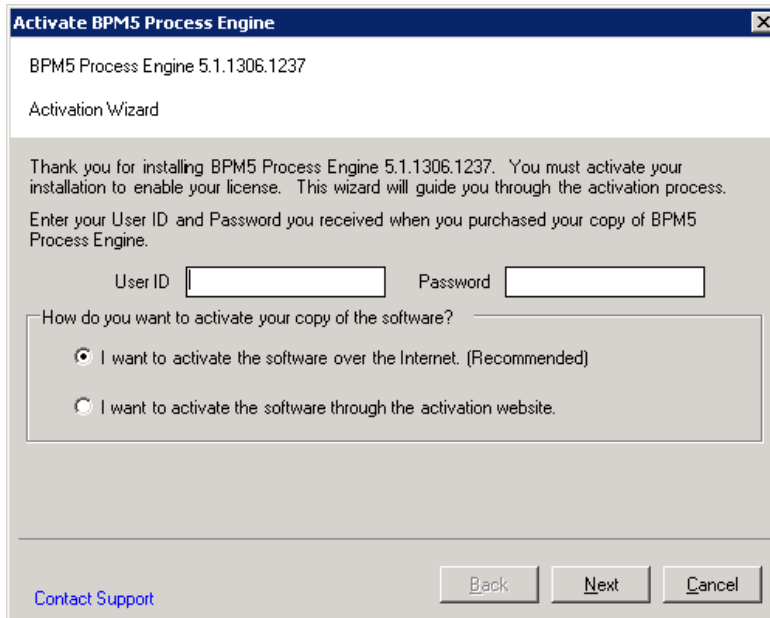 Activate BPM5 Process Engine
BPM5 Process Engine 5.1.1306.1237
Activation Wizard
Thank you for installing BPM5 Process Engine 5.1.1306.1237.  You must activate your
installation to enable your license.  This wizard will guide you through the activation process.
Enter your User ID and Password you received when you purchased your copy of BPM5
Process Engine.
User ID Password
How do you want to activate your copy of the software?
I want to activate the software over the Internet. (Recommended)
I want to activate the software through the activation website.
Contact Support Back Next Cancel